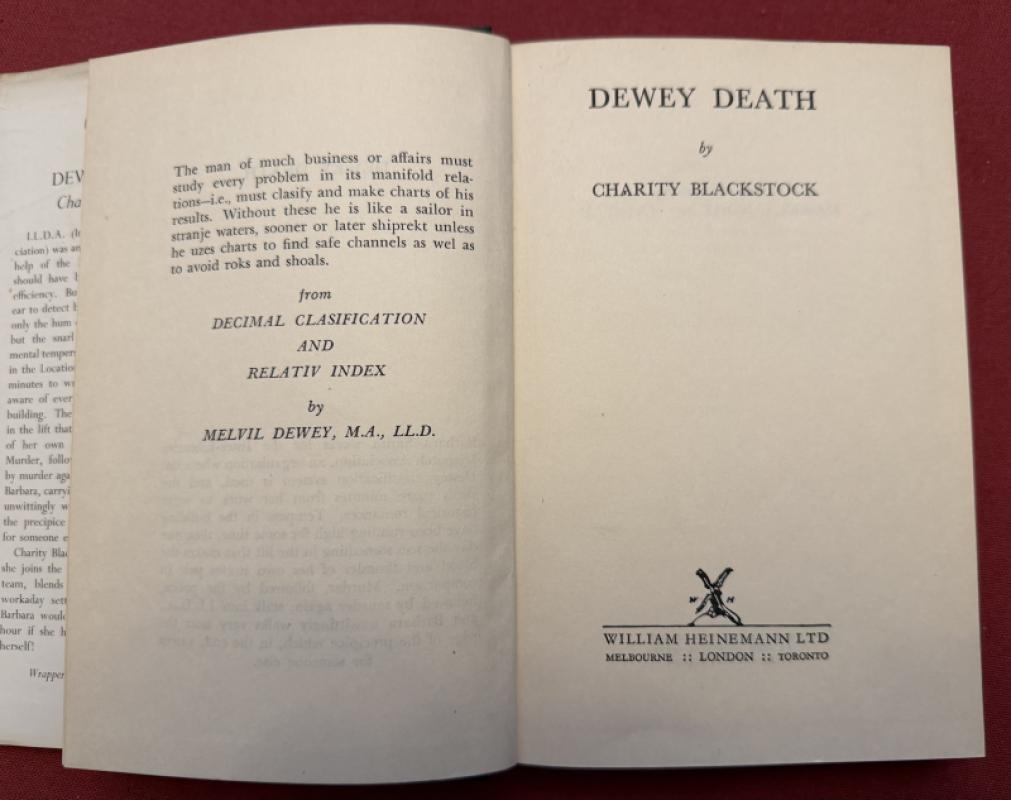 DEW
Cha
I.L.D.A. (I
ciation) was an
help of the
should have b
efficiency. Bo
ear to detect b
only the hum
but the snarl
mental temper
in the Locatio
minutes to w
aware of ever
building. The
in the lift that
of her own
Murder, follo
by murder aga
Barbara, carryi
unwittingly w
the precipice
for someone e
Charity Bla
she joins the
team, blends
workaday sett
Barbara would
hour if she h
herself!
Wrapper
The man of much business or affairs must
study every problem in its manifold rela-
tions—i.e., must clasify and make charts of his
results. Without these he is like a sailor in
stranje waters, sooner or later shiprekt unless
he uzes charts to find safe channels as wel as
to avoid roks and shoals.
from
DECIMAL CLASIFICATION
AND
RELATIV INDEX
by
MELVIL DEWEY, M.A., LL.D.
DEWEY DEATH
by
CHARITY BLACKSTOCK
W H
WILLIAM HEINEMANN LTD
MELBOURNE :: LONDON :: TORONTO